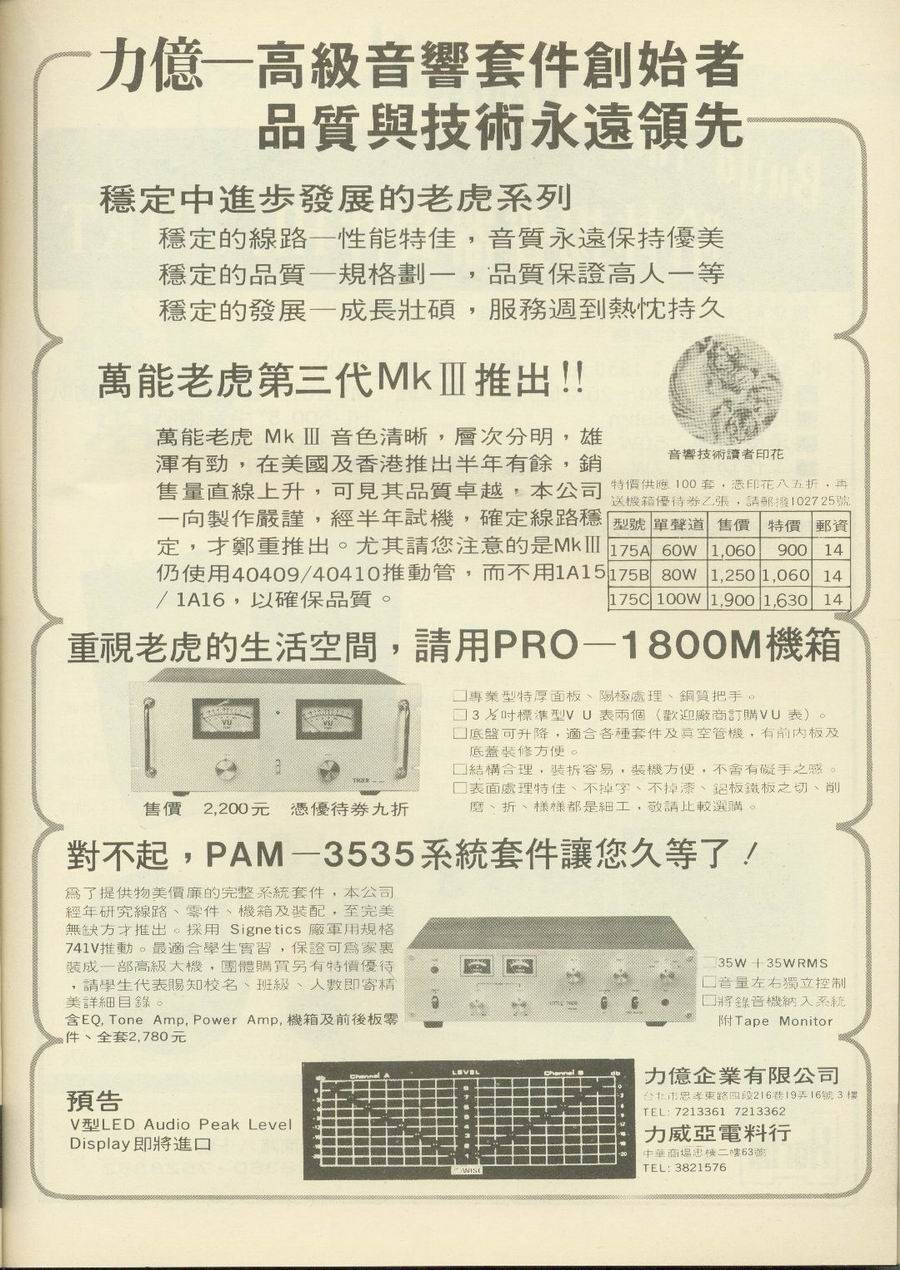 力億—高級音響套件創始者
品質與技術永遠領先
穩定中進步發展的老虎系列
穩定的線路—性能特佳，音質永遠保持優美
穩定的品質—規格劃一，品質保證高人一等
穩定的發展—成長壯碩，服務週到熱忱持久
萬能老虎第三代MkⅢ推出!!
萬能老虎 MkⅢ 音色清晰，層次分明，雄
渾有勁，在美國及香港推出半年有餘，銷
售量直線上升，可見其品質卓越，本公司
一向製作嚴謹，經半年試機，確定線路穩
定，才鄭重推出。尤其請您注意的是MkⅢ
仍使用40409/40410推動管，而不用1A15
/ 1A16，以確保品質。
音響技術讀者印花
特價供應 100 套，憑印花八五折，再
送機箱優待券乙張，請郵撥102725號
型號 單聲道 售價 特價 郵資
175A 60W 1,060 900 14
175B 80W 1,250 1,060 14
175C 100W 1,900 1,630 14
重視老虎的生活空間，請用PRO—1800M機箱
VU
VU
TIGER
售價 2,200元 憑優待券九折
□專業型特厚面板、陽極處理、銅質把手。
□3½吋標準型V U 表兩個（歡迎廠商訂購VU 表）。
□底盤可升降，適合各種套件及真空管機，有前內板及
底蓋裝修方便。
□結構合理，裝拆容易，裝機方便，不會有礙手之感。
□表面處理特佳、不掉字、不掉漆、鋁板鐵板之切、削
磨、折、樣樣都是細工，敬請比較選購。
對不起，PAM—3535系統套件讓您久等了！
為了提供物美價廉的完整系統套件，本公司
經年研究線路、零件、機箱及裝配，至完美
無缺方才推出。採用 Signetics 廠軍用規格
741V推動。最適合學生實習，保證可為家裏
裝成一部高級大機，團體購買另有特價優待
，請學生代表賜知校名、班級、人數即寄精
美詳細目錄。
含EQ, Tone Amp, Power Amp, 機箱及前後板零
件、全套2,780元
□35W＋35WRMS
□音量左右獨立控制
□將錄音機納入系統
附Tape Monitor
預告
V型LED Audio Peak Level
Display即將進口
db Channel A LEVEL Channel B db
力億企業有限公司
台北市忠孝東路四段216巷19弄16號3樓
TEL: 7213361 7213362
力威亞電料行
中華商場忠棟二樓63號
TEL: 3821576